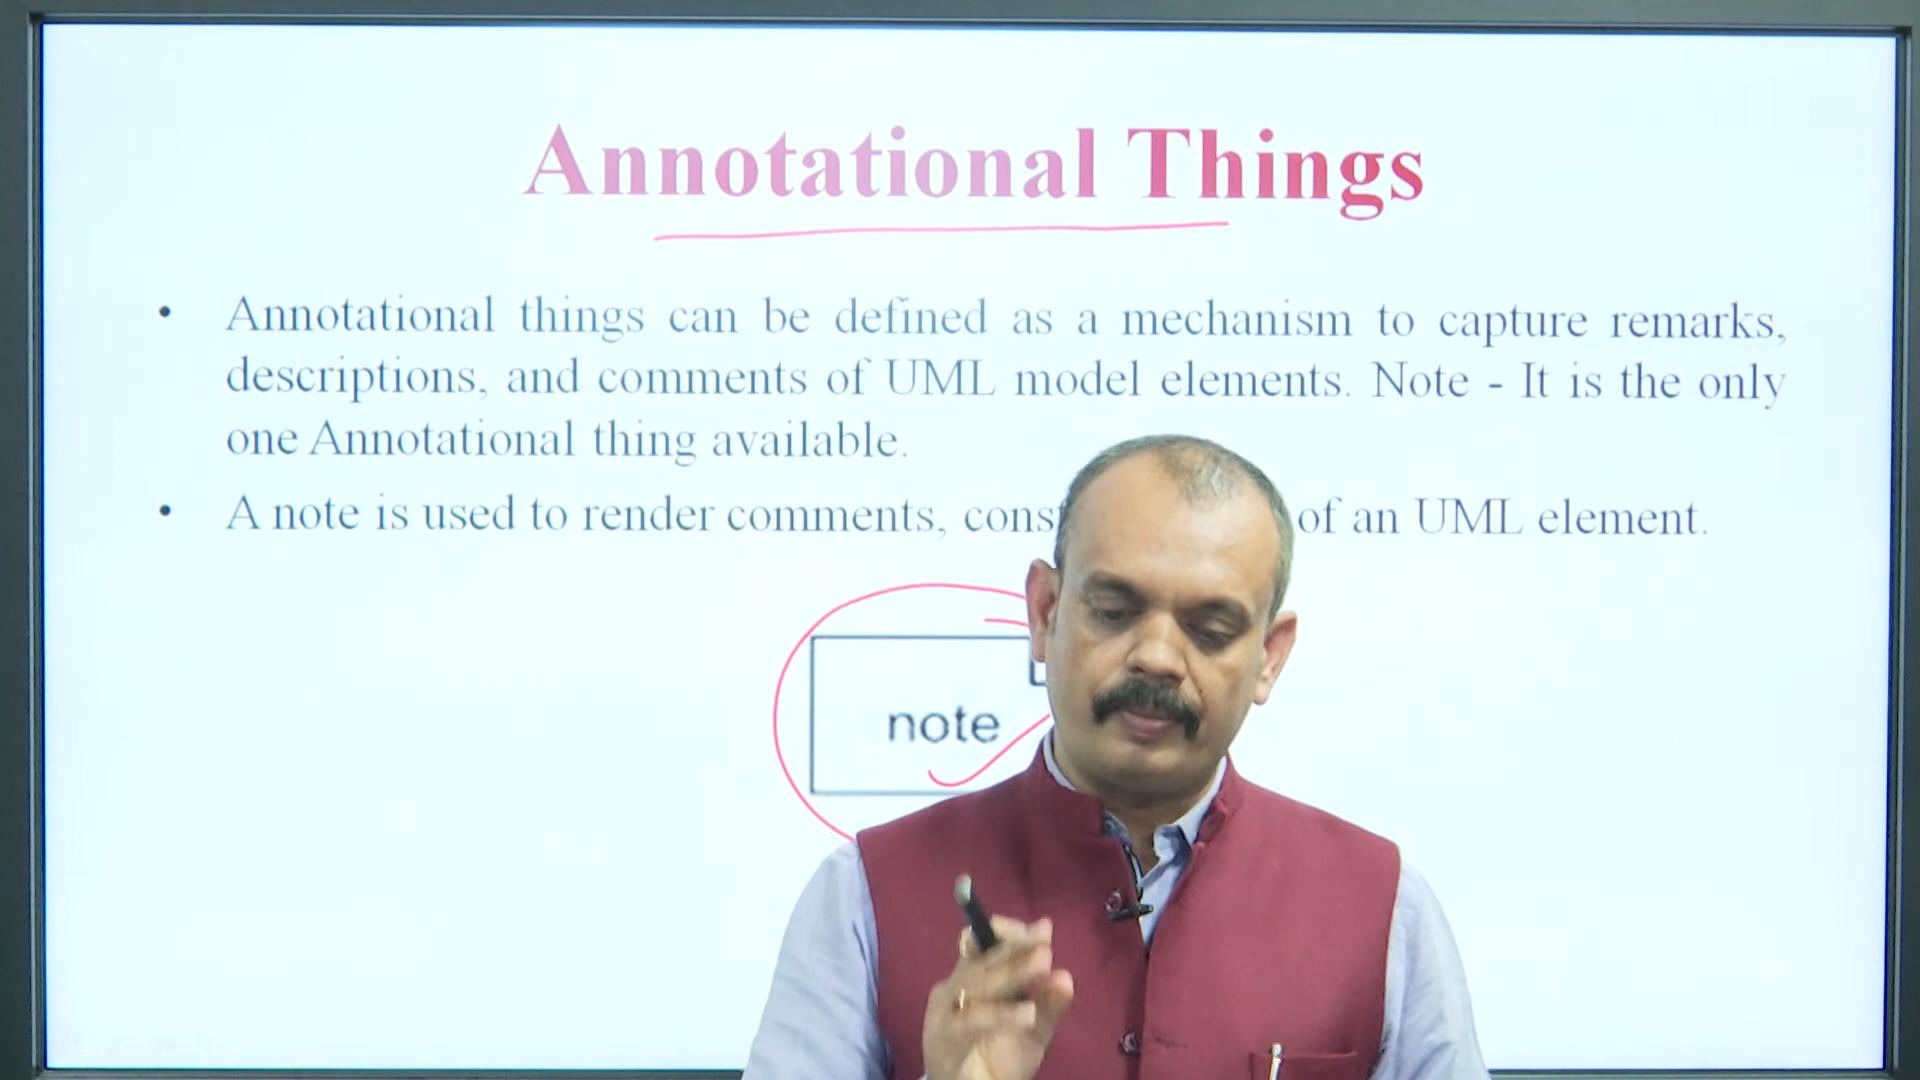 Annotational Things
• Annotational things can be defined as a mechanism to capture remarks,
descriptions, and comments of UML model elements. Note - It is the only
one Annotational thing available.
• A note is used to render comments, of an UML element.
note